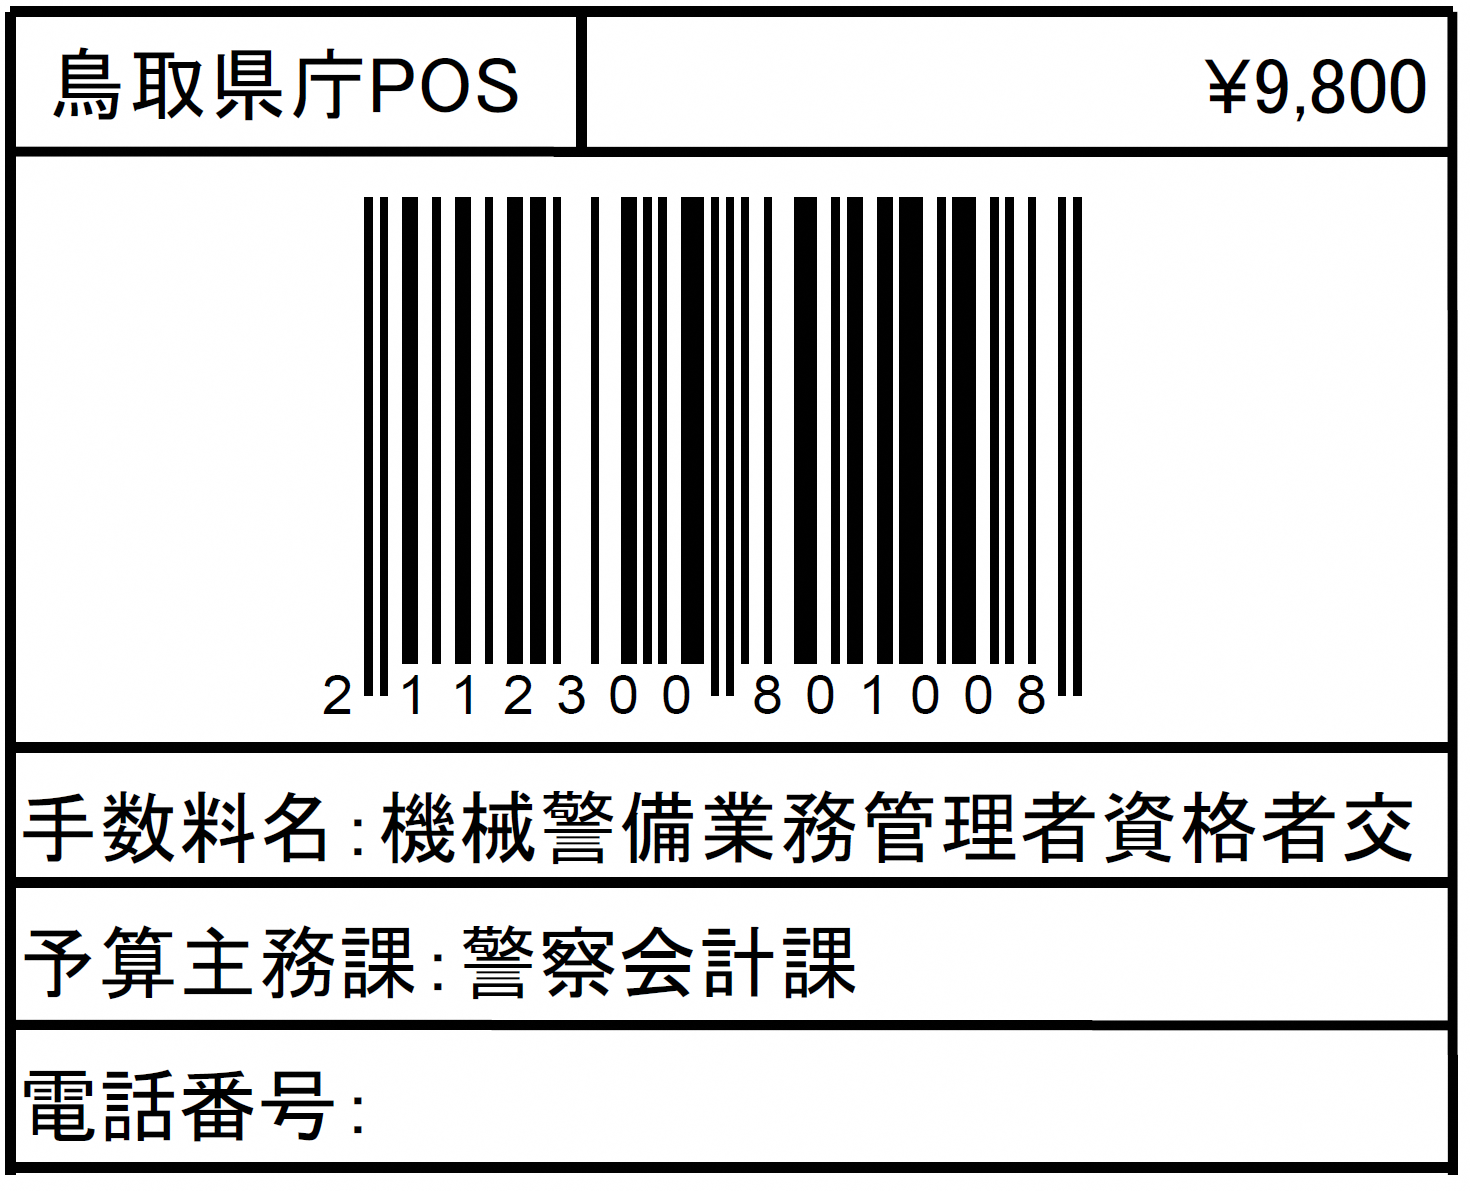 鳥取県庁POS ¥9,800
2 112300 801008
手数料名:機械警備業務管理者資格者交
予算主務課:警察会計課
電話番号: